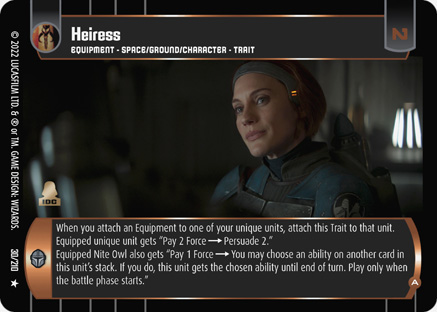 Heiress
N
EQUIPMENT - SPACE/GROUND/CHARACTER - TRAIT
© 2022 LUCASFILM LTD. & ® or TM. GAME DESIGN: WIZARDS. 30/210 ★
IDC
When you attach an Equipment to one of your unique units, attach this Trait to that unit.
Equipped unique unit gets "Pay 2 Force → Persuade 2."
Equipped Nite Owl also gets "Pay 1 Force → You may choose an ability on another card in
this unit's stack. If you do, this unit gets the chosen ability until end of turn. Play only when
the battle phase starts."
A